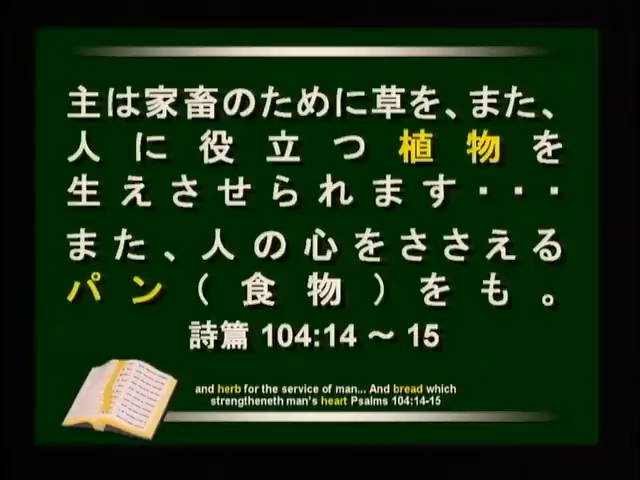 主は家畜のために草を、また、
人に役立つ植物を
生えさせられます・・・
また、人の心をささえる
パン（食物）をも。
詩篇 104:14 ～ 15
and herb for the service of man... And bread which
strengtheneth man's heart Psalms 104:14-15